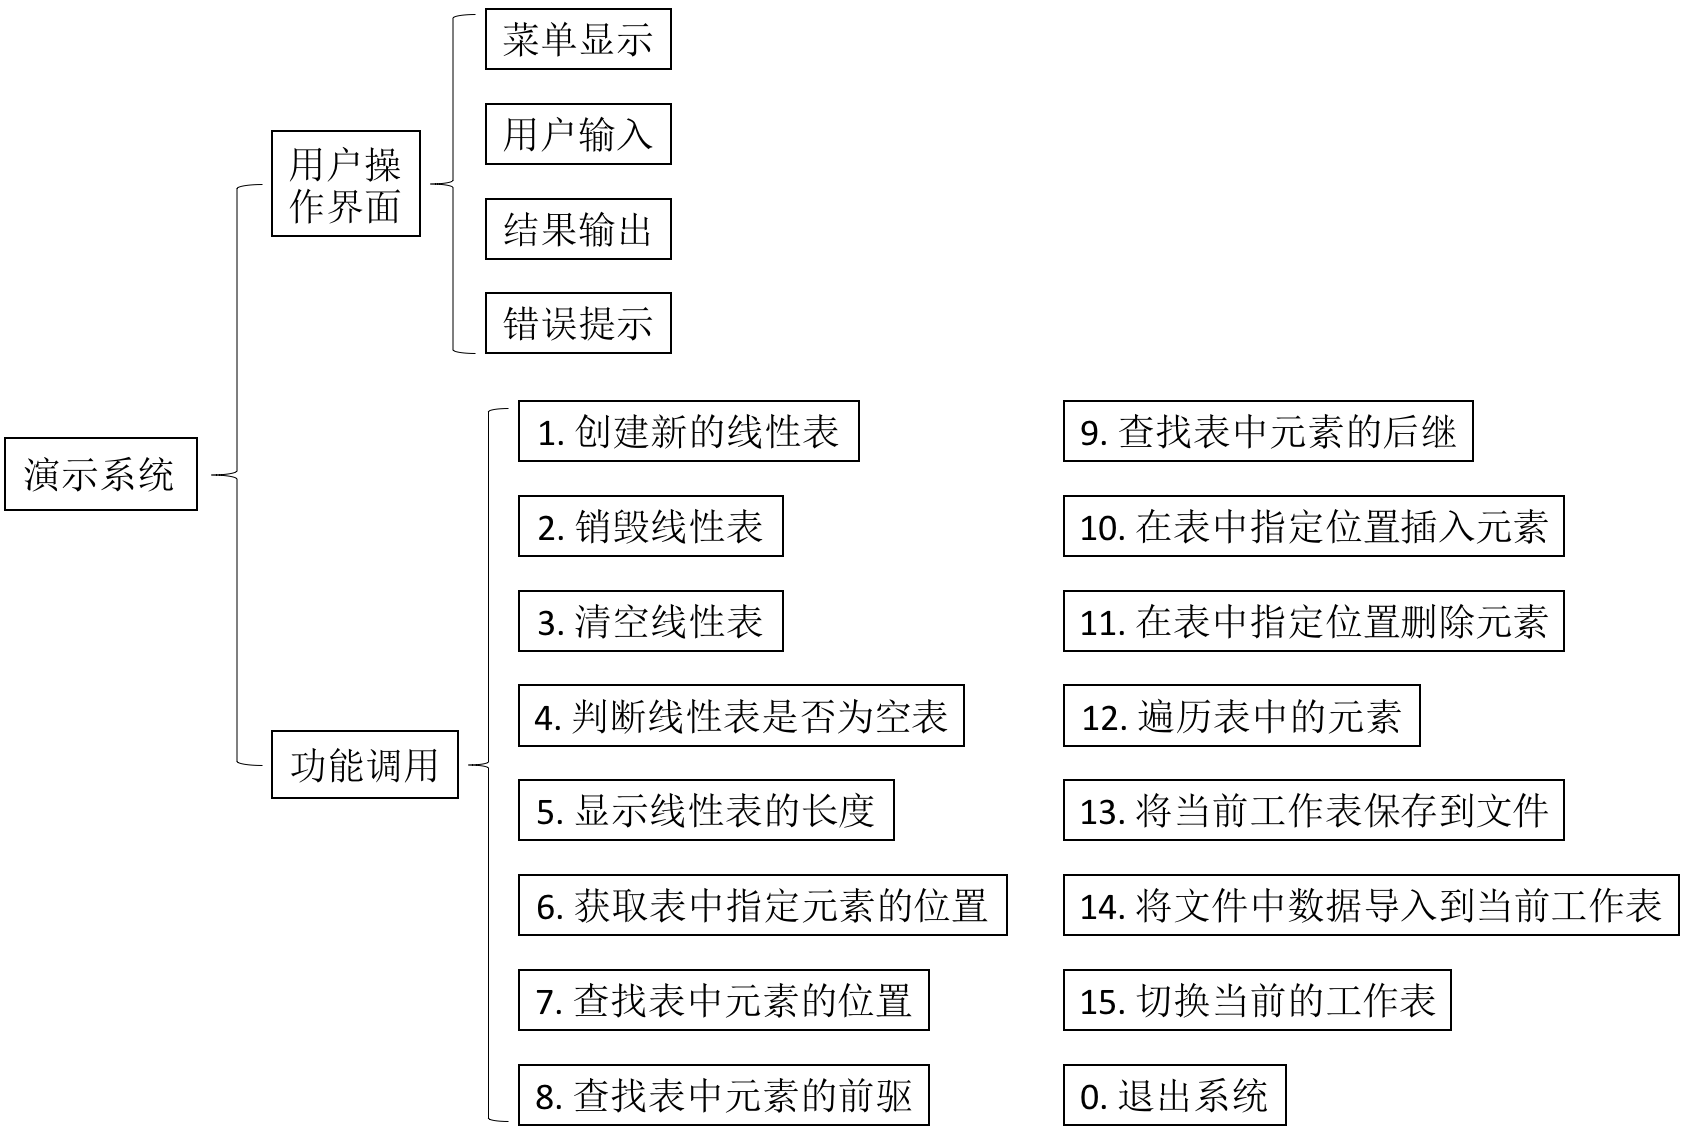 演示系统
用户操
作界面
菜单显示
用户输入
结果输出
错误提示
功能调用
1. 创建新的线性表
2. 销毁线性表
3. 清空线性表
4. 判断线性表是否为空表
5. 显示线性表的长度
6. 获取表中指定元素的位置
7. 查找表中元素的位置
8. 查找表中元素的前驱
9. 查找表中元素的后继
10. 在表中指定位置插入元素
11. 在表中指定位置删除元素
12. 遍历表中的元素
13. 将当前工作表保存到文件
14. 将文件中数据导入到当前工作表
15. 切换当前的工作表
0. 退出系统